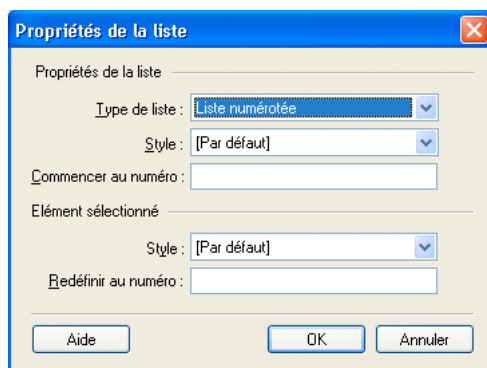 Propriétés de la liste
Propriétés de la liste
Type de liste : Liste numérotée
Style : [Par défaut]
Commencer au numéro :
Elément sélectionné
Style : [Par défaut]
Redéfinir au numéro :
Aide OK Annuler